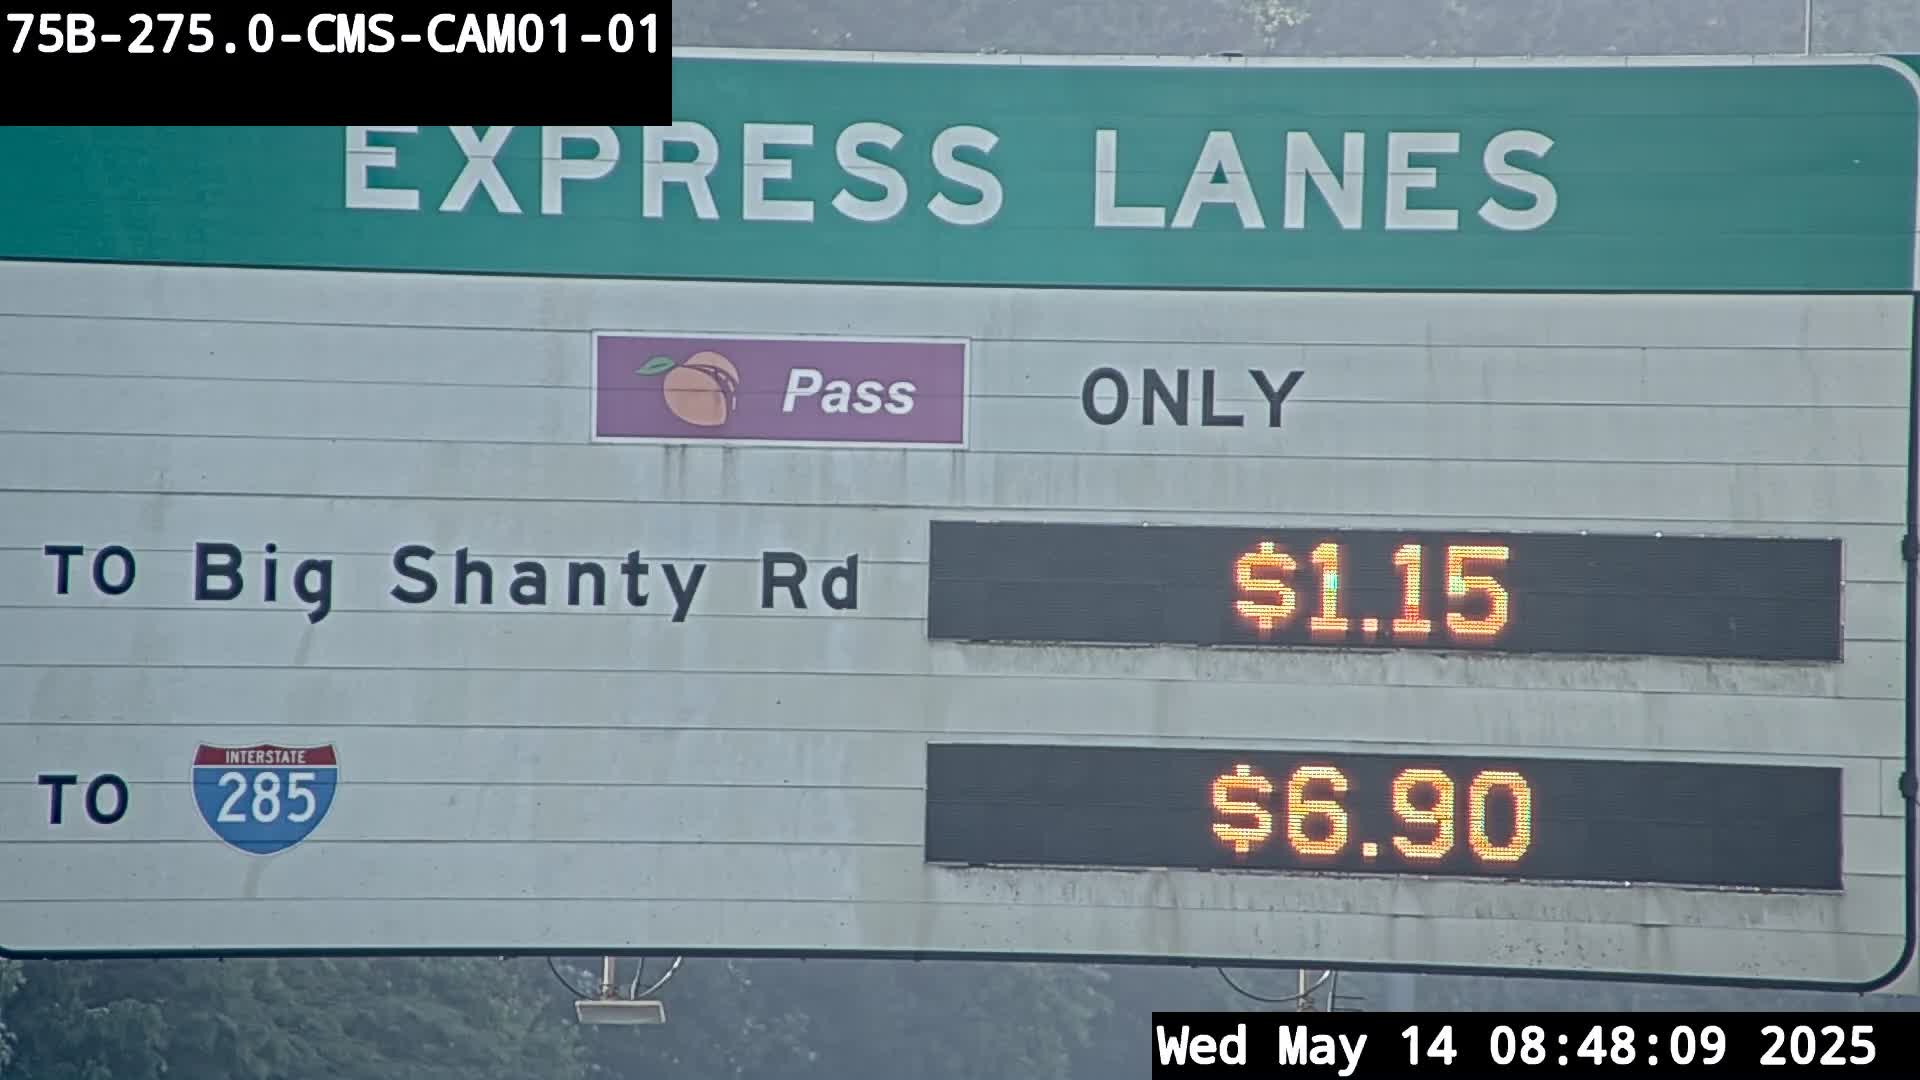 75B-275.0-CMS-CAM01-01
EXPRESS LANES
Pass ONLY
TO Big Shanty Rd $1.15
INTERSTATE
TO 285 $6.90
Wed May 14 08:48:09 2025